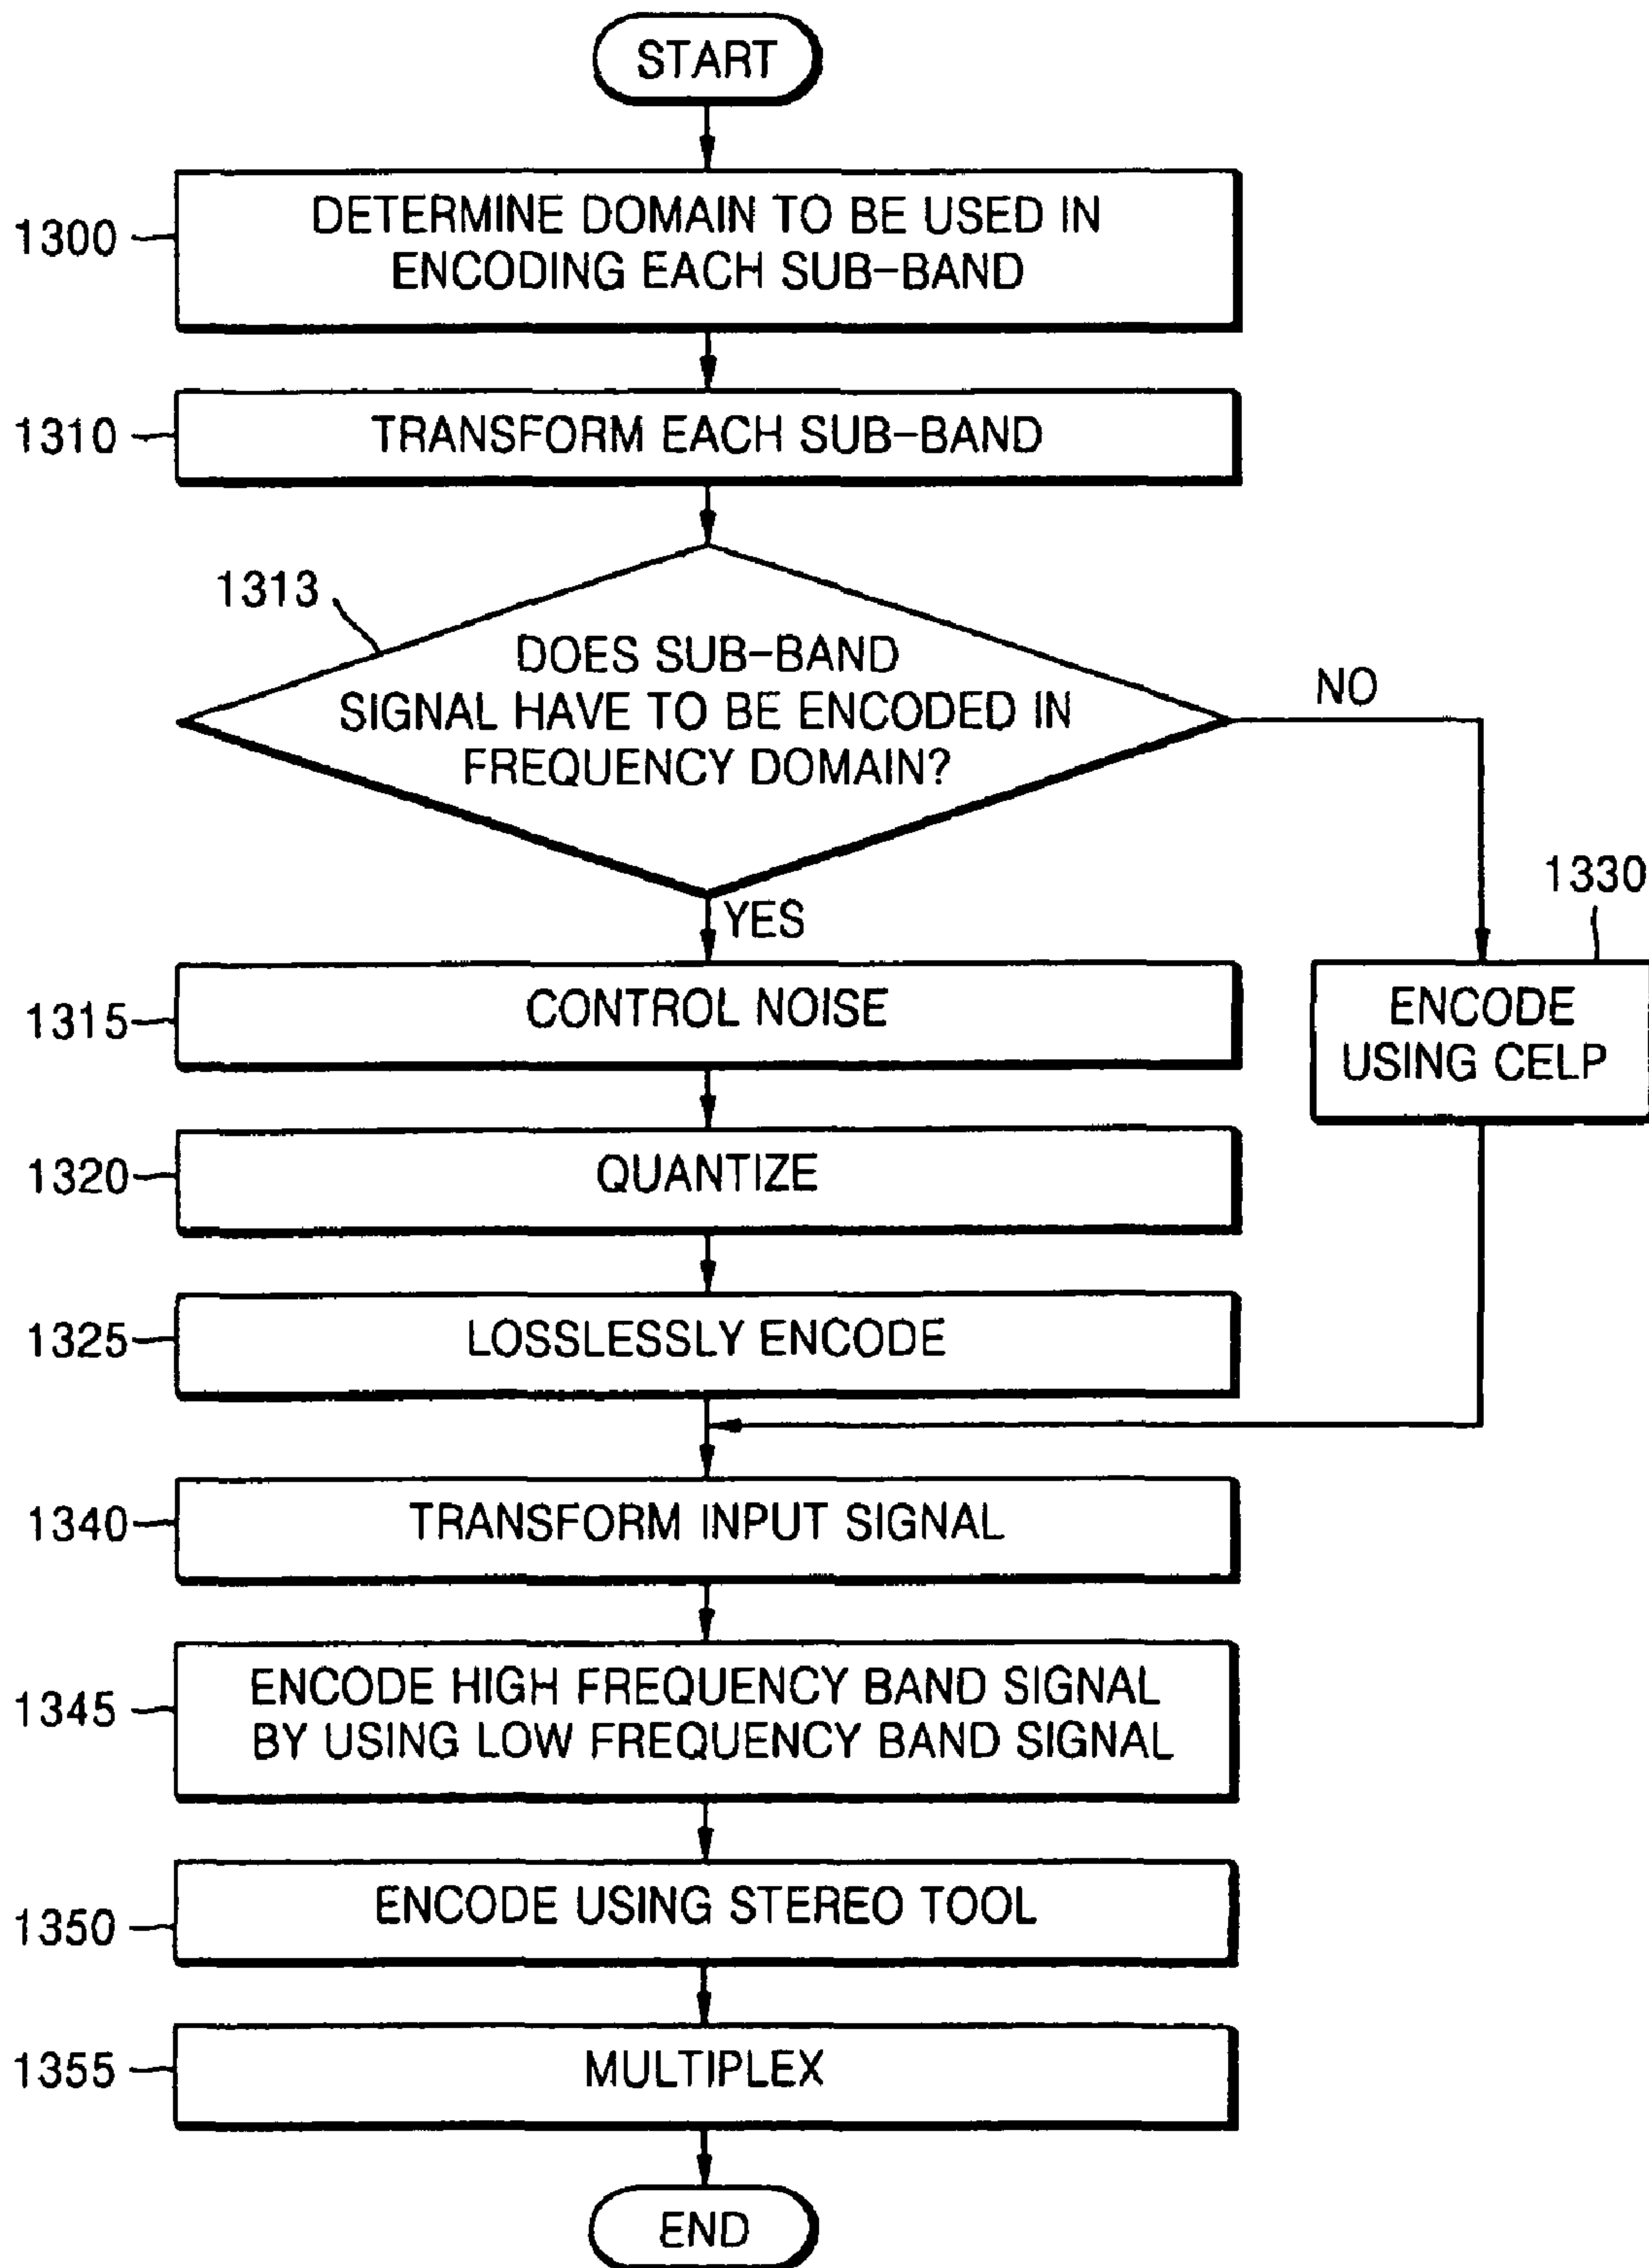 START
1300
DETERMINE DOMAIN TO BE USED IN
ENCODING EACH SUB-BAND
1310
TRANSFORM EACH SUB-BAND
1313
DOES SUB-BAND
SIGNAL HAVE TO BE ENCODED IN
FREQUENCY DOMAIN?
NO
YES
1330
ENCODE
USING CELP
1315
CONTROL NOISE
1320
QUANTIZE
1325
LOSSLESSLY ENCODE
1340
TRANSFORM INPUT SIGNAL
1345
ENCODE HIGH FREQUENCY BAND SIGNAL
BY USING LOW FREQUENCY BAND SIGNAL
1350
ENCODE USING STEREO TOOL
1355
MULTIPLEX
END